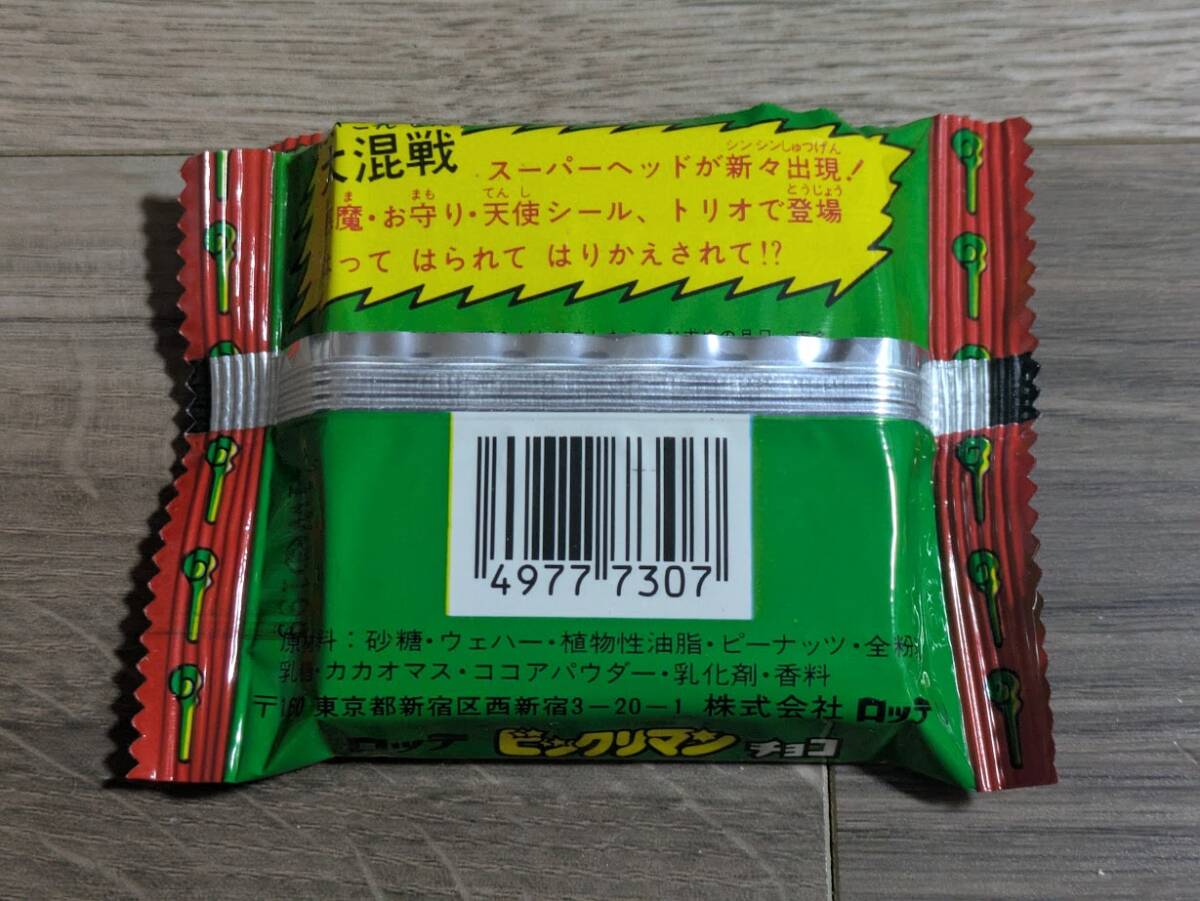 大混戦
スーパーヘッドが新々出現!
シンシンしゅつげん
魔・お守り・天使シール、トリオで登場
ま まも てんし とうじょう
って はられて はりかえされて!?
4977 7307
原料:砂糖・ウェハー・植物性油脂・ピーナッツ・全粉
乳・カカオマス・ココアパウダー・乳化剤・香料
〒160 東京都新宿区西新宿3-20-1 株式会社 ロッテ
ロッテ ビックリマン チョコ